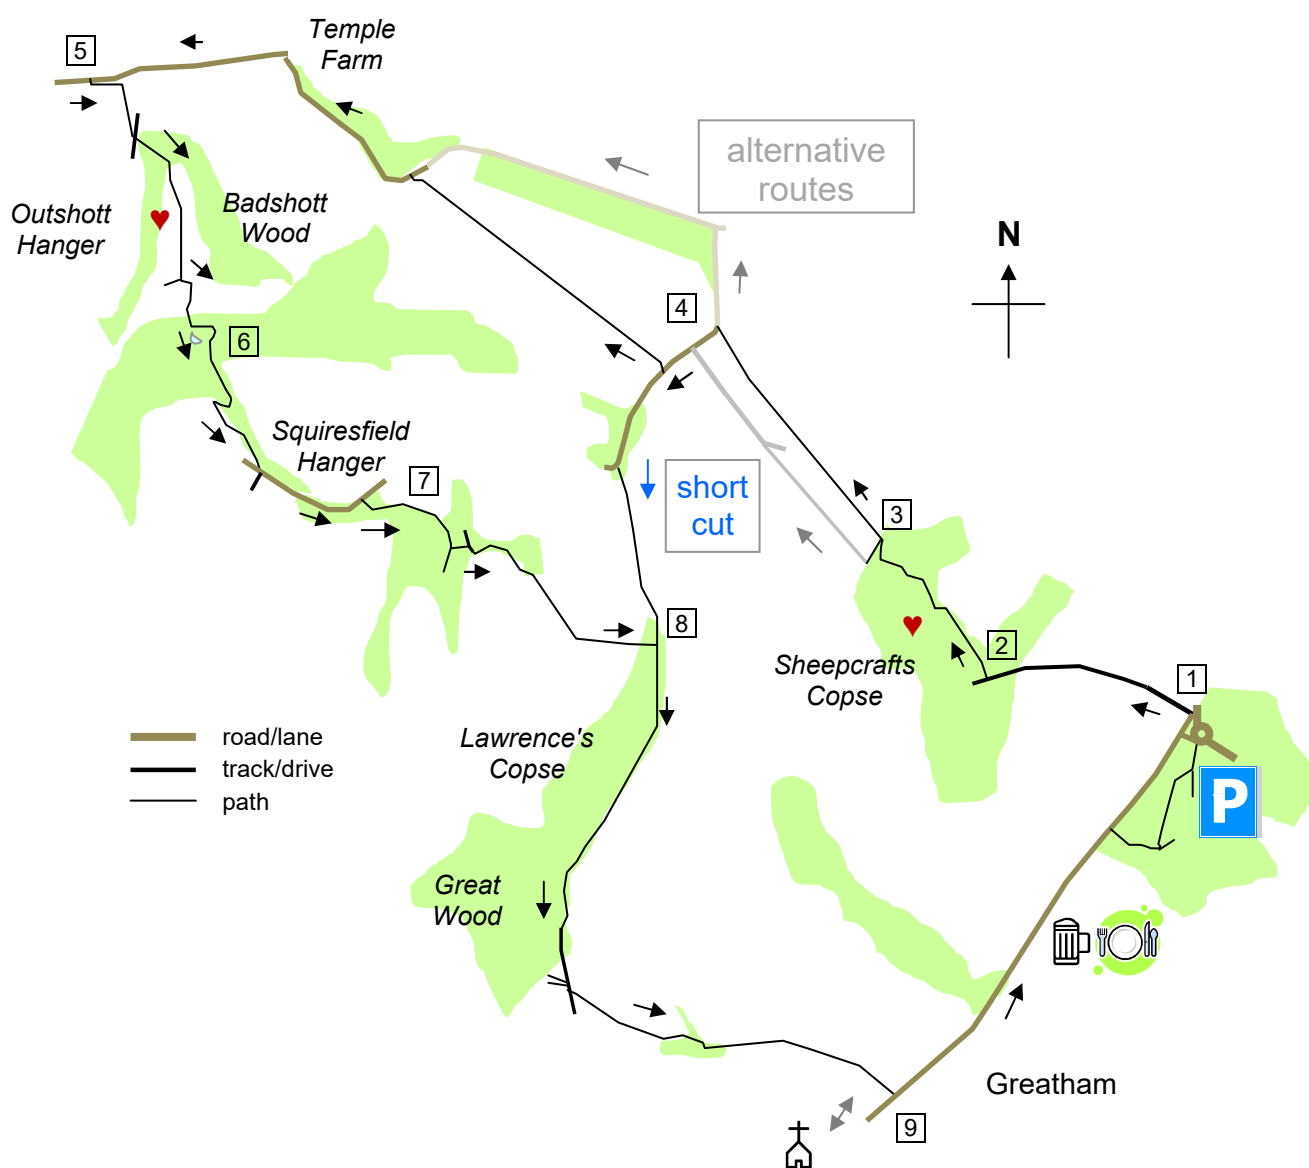 Temple
Farm
5
alternative
routes
Outshott
Hanger
Badshott
Wood
N
4
6
Squiresfield
Hanger
7
short
cut
3
8
2
Sheepcrafts
Copse
1
road/lane
track/drive
path
Lawrence's
Copse
P
Great
Wood
Greatham
9